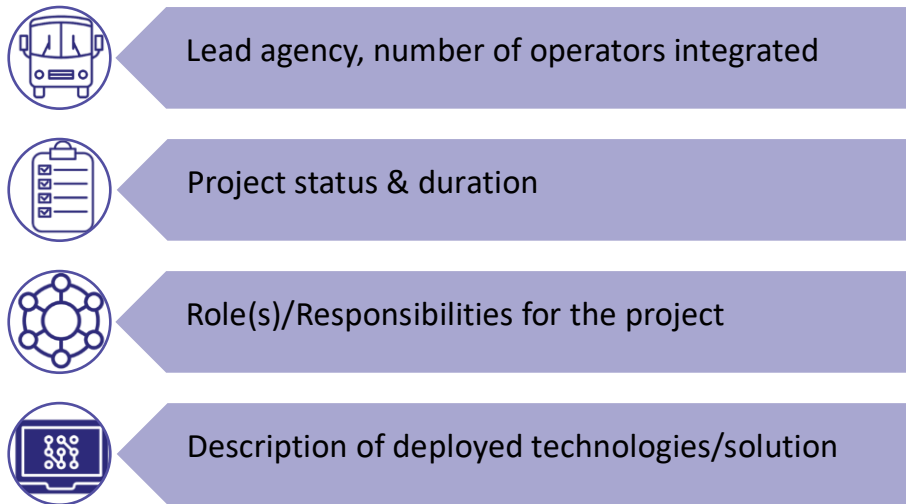 Lead agency, number of operators integrated
Project status & duration
Role(s)/Responsibilities for the project
Description of deployed technologies/solution